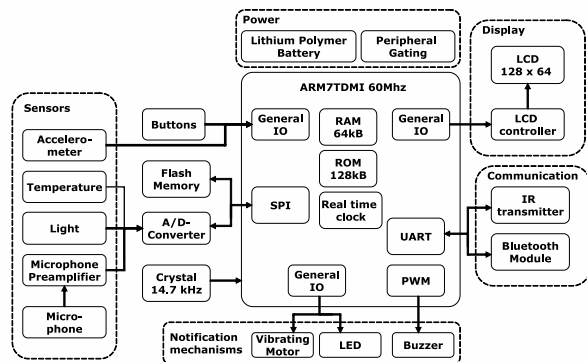 Power
Lithium Polymer
Battery
Peripheral
Gating
Display
LCD
128 x 64
LCD
controller
ARM7TDMI 60Mhz
Sensors
Accelero-
meter
Temperature
Light
Microphone
Preamplifier
Micro-
phone
Buttons
Flash
Memory
A/D-
Converter
Crystal
14.7 kHz
General
IO
RAM
64kB
General
IO
ROM
128kB
SPI
Real time
clock
UART
General
IO
PWM
Communication
IR
transmitter
Bluetooth
Module
Notification
mechanisms
Vibrating
Motor
LED
Buzzer